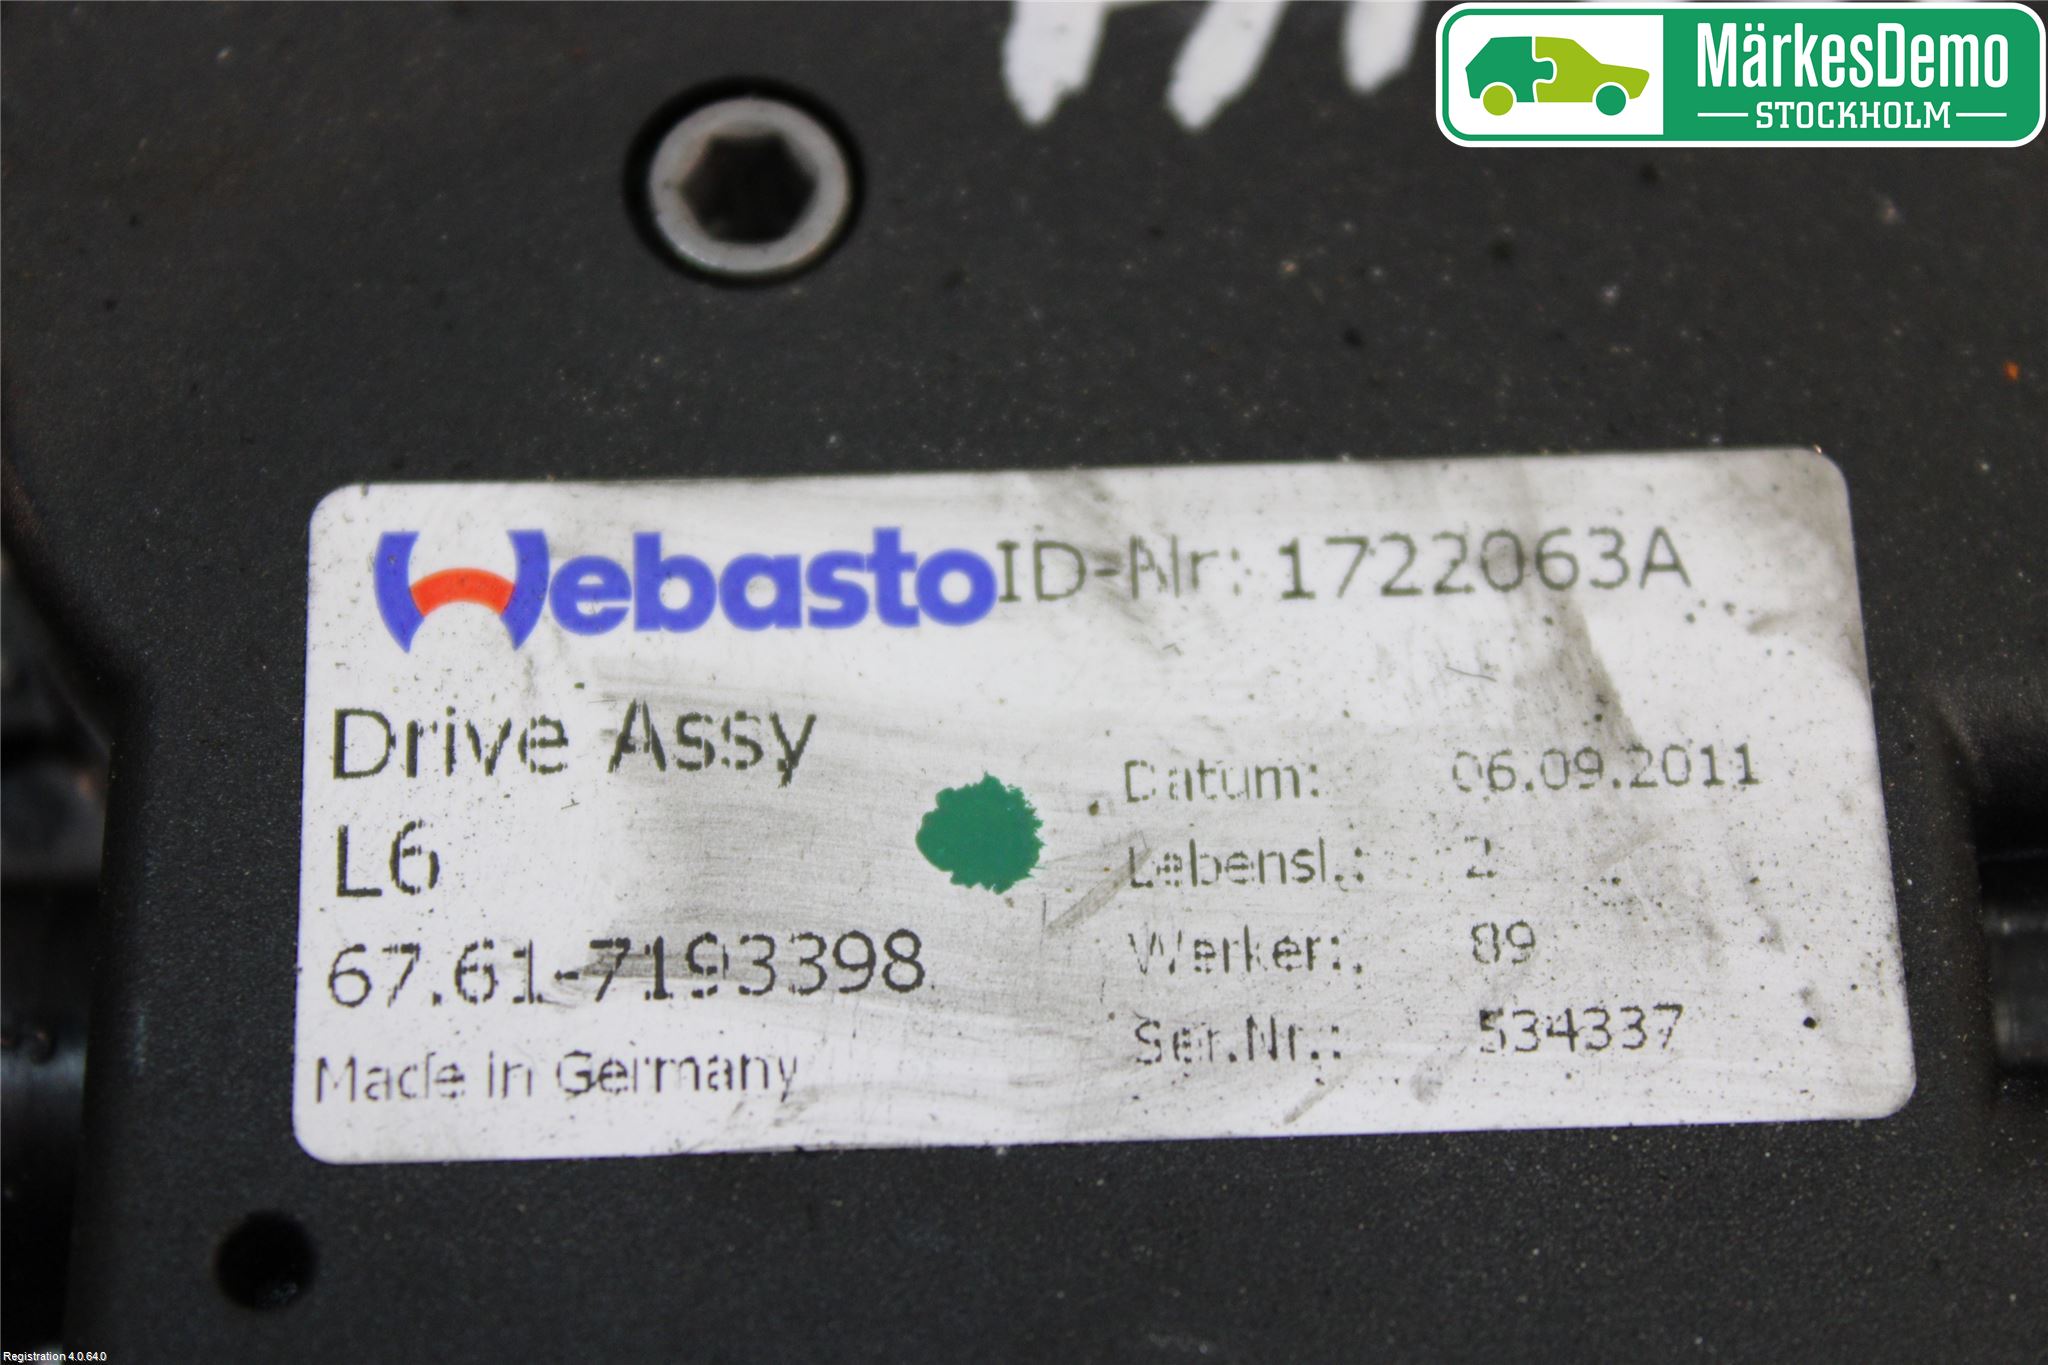 MärkesDemo
STOCKHOLM
Webasto ID-Nr: 1722063A
Drive Assy
L6
67.61-7193398
Made in Germany
Datum: 06.09.2011
Lebensl.: 2
Werker: 89
Ser.Nr.: 534337
Registration 4.0.64.0